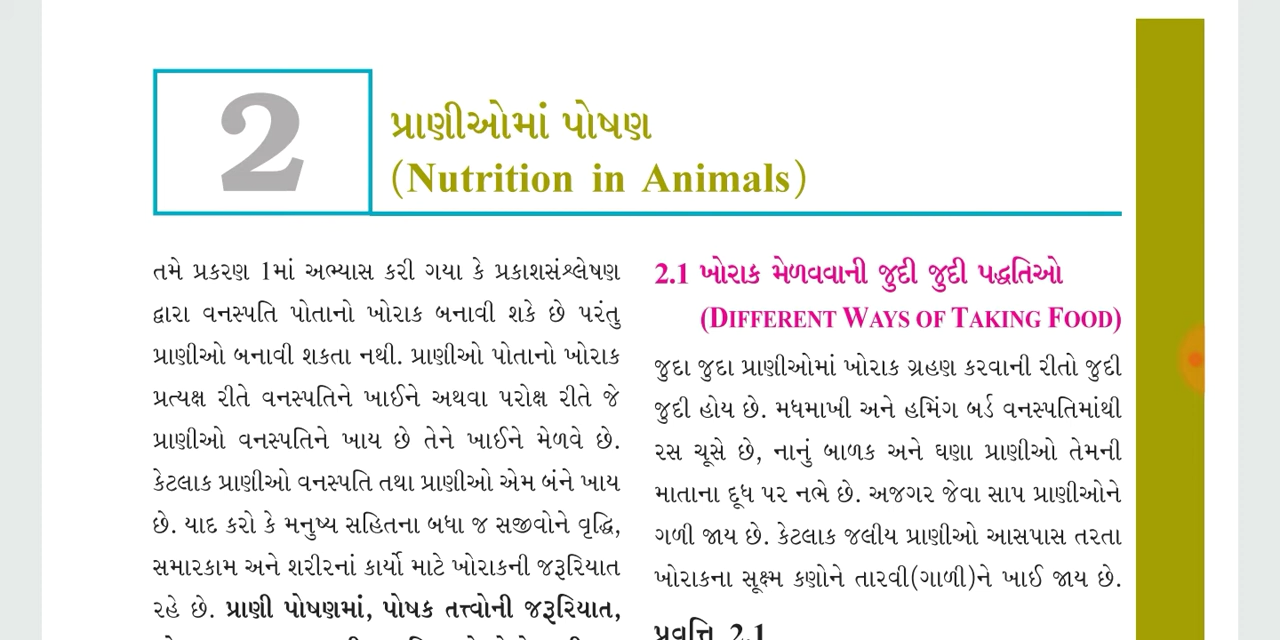 2
પ્રાણીઓમાં પોષણ
(Nutrition in Animals)
તમે પ્રકરણ 1માં અભ્યાસ કરી ગયા કે પ્રકાશસંશ્લેષણ
દ્વારા વનસ્પતિ પોતાનો ખોરાક બનાવી શકે છે પરંતુ
પ્રાણીઓ બનાવી શકતા નથી. પ્રાણીઓ પોતાનો ખોરાક
પ્રત્યક્ષ રીતે વનસ્પતિને ખાઈને અથવા પરોક્ષ રીતે જે
પ્રાણીઓ વનસ્પતિને ખાય છે તેને ખાઈને મેળવે છે.
કેટલાક પ્રાણીઓ વનસ્પતિ તથા પ્રાણીઓ એમ બંને ખાય
છે. યાદ કરો કે મનુષ્ય સહિતના બધા જ સજીવોને વૃદ્ધિ,
સમારકામ અને શરીરનાં કાર્યો માટે ખોરાકની જરૂરિયાત
રહે છે. પ્રાણી પોષણમાં, પોષક તત્ત્વોની જરૂરિયાત,
2.1 ખોરાક મેળવવાની જુદી જુદી પદ્ધતિઓ
(DIFFERENT WAYS OF TAKING FOOD)
જુદા જુદા પ્રાણીઓમાં ખોરાક ગ્રહણ કરવાની રીતો જુદી
જુદી હોય છે. મધમાખી અને હમિંગ બર્ડ વનસ્પતિમાંથી
રસ ચૂસે છે, નાનું બાળક અને ઘણા પ્રાણીઓ તેમની
માતાના દૂધ પર નભે છે. અજગર જેવા સાપ પ્રાણીઓને
ગળી જાય છે. કેટલાક જલીય પ્રાણીઓ આસપાસ તરતા
ખોરાકના સૂક્ષ્મ કણોને તારવી(ગાળી)ને ખાઈ જાય છે.
પ્રવૃત્તિ 2.1